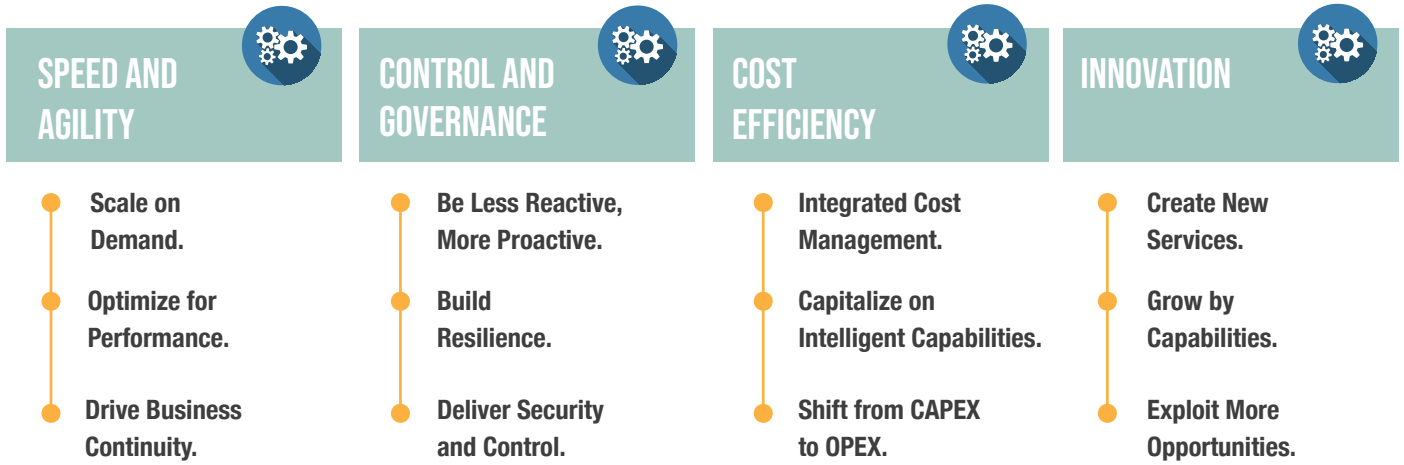 SPEED AND
AGILITY
Scale on
Demand.
Optimize for
Performance.
Drive Business
Continuity.
CONTROL AND
GOVERNANCE
Be Less Reactive,
More Proactive.
Build
Resilience.
Deliver Security
and Control.
COST
EFFICIENCY
Integrated Cost
Management.
Capitalize on
Intelligent Capabilities.
Shift from CAPEX
to OPEX.
INNOVATION
Create New
Services.
Grow by
Capabilities.
Exploit More
Opportunities.